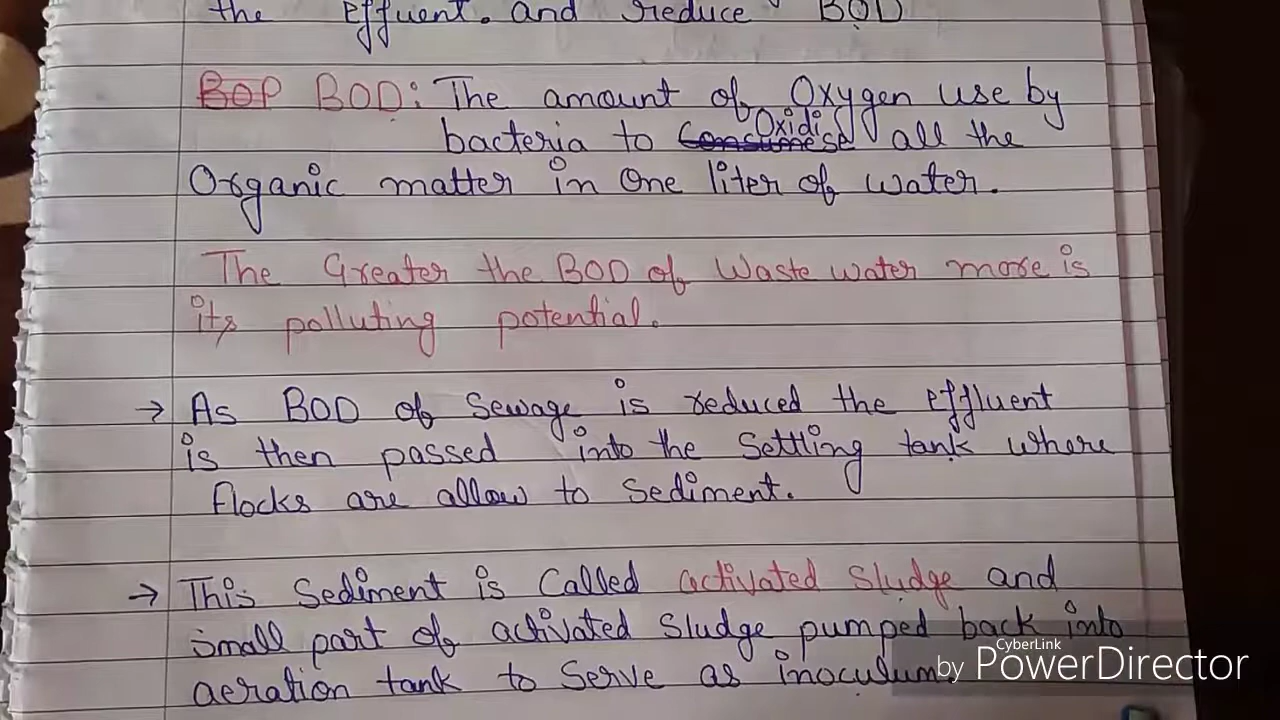 the effuent. and reduce BOD
BOP BOD: The amount of Oxygen use by
bacteria to Consumese Oxidi all the
Organic matter in One liter of water.
The Greater the BOD of Waste water more is
its polluting potential.
→ As BOD of Sewage is reduced the effluent
is then passed into the Settling tank where
flocks are allow to Sediment.
→ This Sediment is Called activated Sludge and
small part of activated Sludge pumped back into
aeration tank to Serve as inoculum.
CyberLink
by PowerDirector